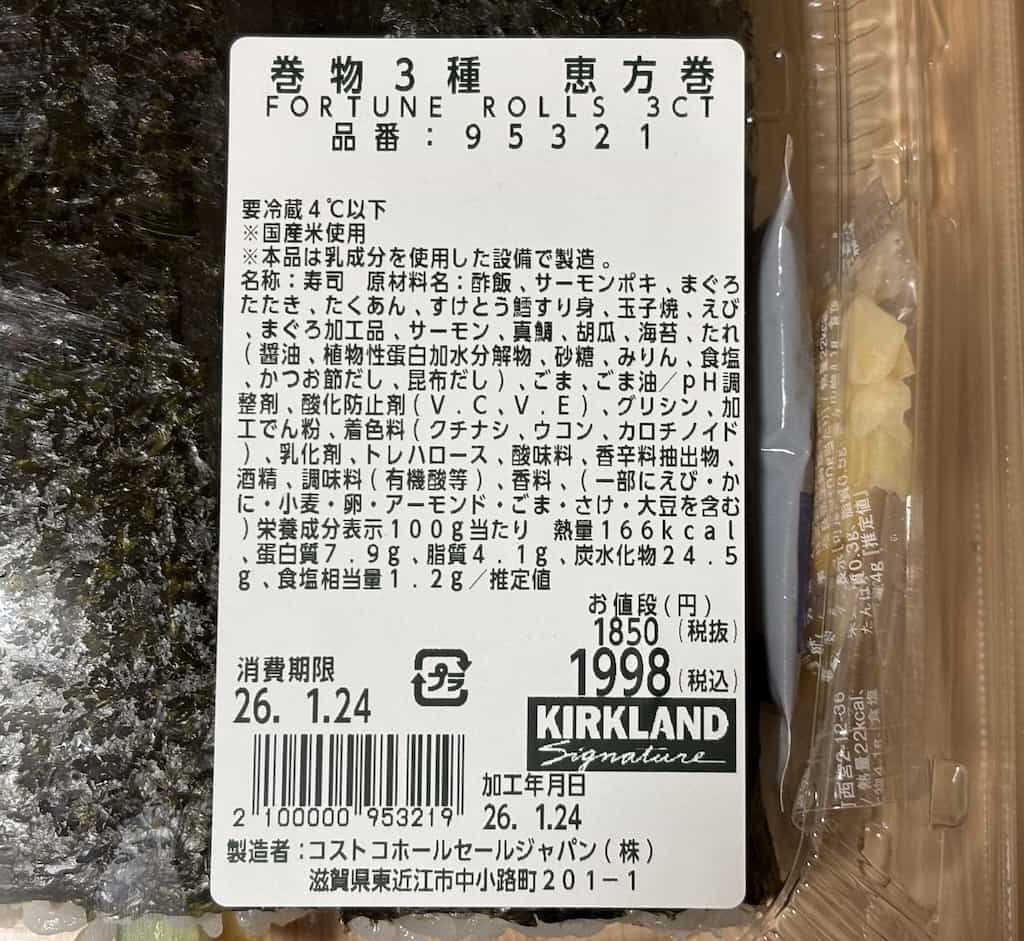 巻物3種 恵方巻
FORTUNE ROLLS 3CT
品番:95321
要冷蔵4℃以下
※国産米使用
※本品は乳成分を使用した設備で製造。
名称:寿司 原材料名:酢飯、サーモンポキ、まぐろ
たたき、たくあん、すけとう鱈すり身、玉子焼、えび
、まぐろ加工品、サーモン、真鯛、胡瓜、海苔、たれ
(醤油、植物性蛋白加水分解物、砂糖、みりん、食塩
、かつお節だし、昆布だし)、ごま、ごま油/pH調
整剤、酸化防止剤(V.C、V.E)、グリシン、加
工でん粉、着色料(クチナシ、ウコン、カロチノイド
)、乳化剤、トレハロース、酸味料、香辛料抽出物、
酒精、調味料(有機酸等)、香料、(一部にえび・か
に・小麦・卵・アーモンド・ごま・さけ・大豆を含む
)栄養成分表示100g当たり 熱量166kcal
、蛋白質7.9g、脂質4.1g、炭水化物24.5
g、食塩相当量1.2g/推定値
お値段(円)
1850(税抜)
1998(税込)
消費期限
26. 1.24
プラ
KIRKLAND
Signature
2 100000 953219
加工年月日
26. 1.24
製造者:コストコホールセールジャパン(株)
滋賀県東近江市中小路町201-1
西宮2-12-36
熱量22kcal、